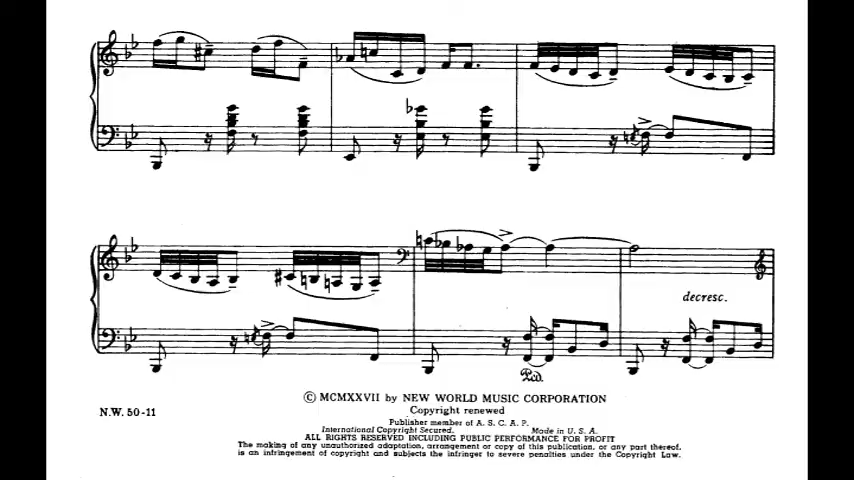 decresc.
Ped.
N.W. 50-11
© MCMXXVII by NEW WORLD MUSIC CORPORATION
Copyright renewed
Publisher member of A. S. C. A. P.
International Copyright Secured. Made in U. S. A.
ALL RIGHTS RESERVED INCLUDING PUBLIC PERFORMANCE FOR PROFIT
The making of any unauthorized adaptation, arrangement or copy of this publication, or any part thereof,
is an infringement of copyright and subjects the infringer to severe penalties under the Copyright Law.